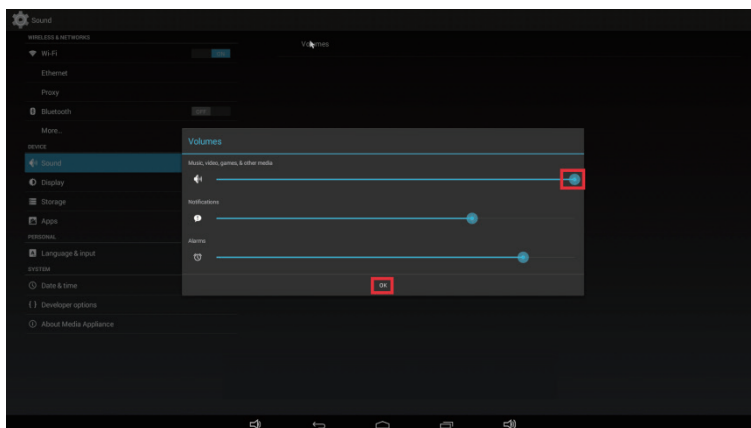 Sound
WIRELESS & NETWORKS
Wi-Fi
ON
Volumes
Ethernet
Proxy
Bluetooth
OFF
More...
DEVICE
Sound
Display
Storage
Apps
PERSONAL
Language & input
SYSTEM
Date & time
{ } Developer options
About Media Appliance
Volumes
Music, video, games, & other media
Notifications
Alarms
OK